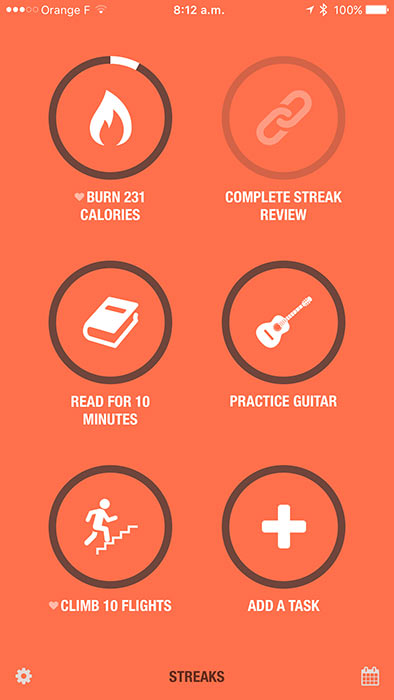 Orange F 8:12 a.m. 100%
BURN 231
CALORIES
COMPLETE STREAK
REVIEW
READ FOR 10
MINUTES
PRACTICE GUITAR
CLIMB 10 FLIGHTS
ADD A TASK
STREAKS